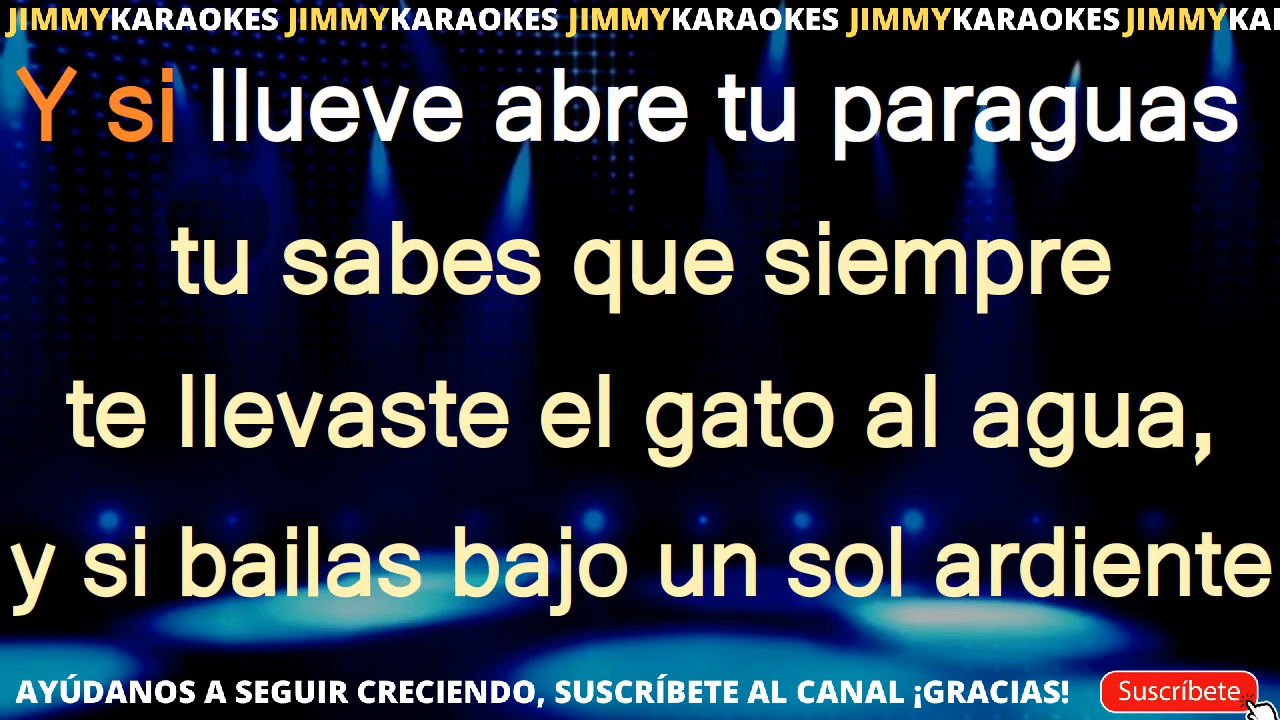 JIMMYKARAOKES JIMMYKARAOKES JIMMYKARAOKES JIMMYKARAOKES JIMMYKA
Y si llueve abre tu paraguas
tu sabes que siempre
te llevaste el gato al agua,
y si bailas bajo un sol ardiente
AYÚDANOS A SEGUIR CRECIENDO, SUSCRÍBETE AL CANAL ¡GRACIAS! Suscríbete